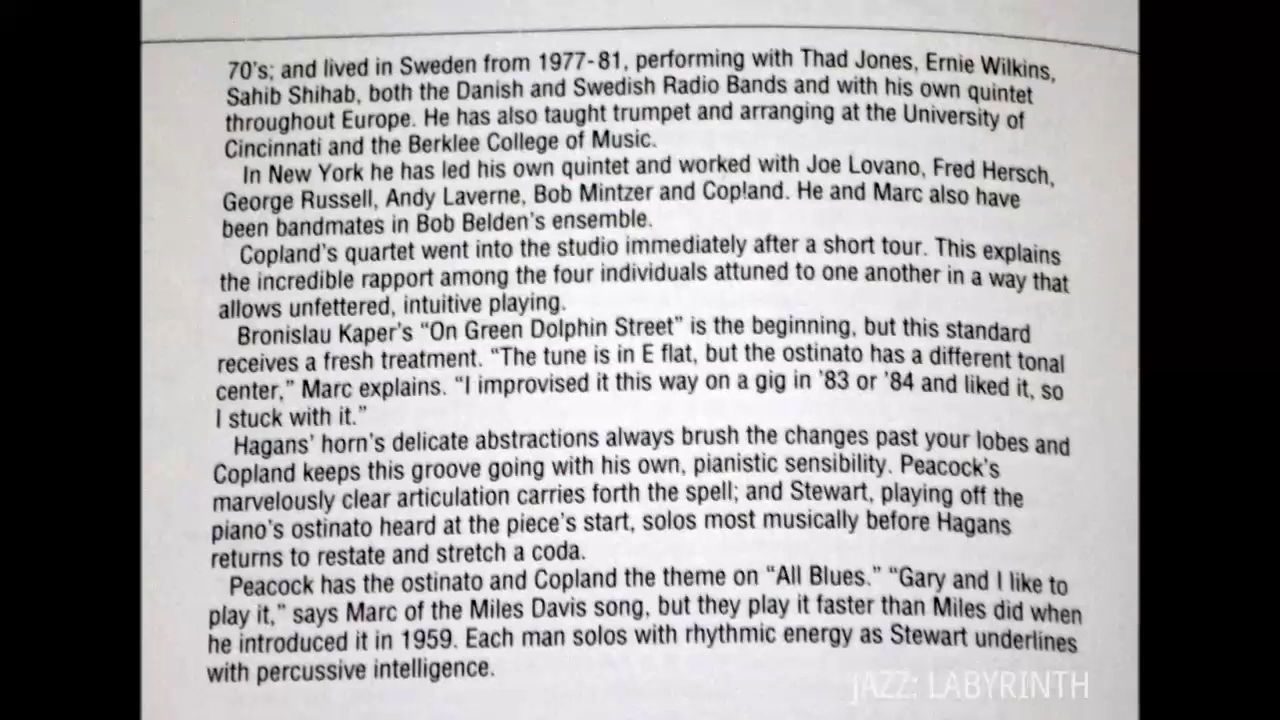 70's; and lived in Sweden from 1977-81, performing with Thad Jones, Ernie Wilkins,
Sahib Shihab, both the Danish and Swedish Radio Bands and with his own quintet
throughout Europe. He has also taught trumpet and arranging at the University of
Cincinnati and the Berklee College of Music.
In New York he has led his own quintet and worked with Joe Lovano, Fred Hersch,
George Russell, Andy Laverne, Bob Mintzer and Copland. He and Marc also have
been bandmates in Bob Belden's ensemble.
Copland's quartet went into the studio immediately after a short tour. This explains
the incredible rapport among the four individuals attuned to one another in a way that
allows unfettered, intuitive playing.
Bronislau Kaper's “On Green Dolphin Street” is the beginning, but this standard
receives a fresh treatment. “The tune is in E flat, but the ostinato has a different tonal
center,” Marc explains. “I improvised it this way on a gig in '83 or '84 and liked it, so
I stuck with it.”
Hagans' horn's delicate abstractions always brush the changes past your lobes and
Copland keeps this groove going with his own, pianistic sensibility. Peacock's
marvelously clear articulation carries forth the spell; and Stewart, playing off the
piano's ostinato heard at the piece's start, solos most musically before Hagans
returns to restate and stretch a coda.
Peacock has the ostinato and Copland the theme on “All Blues.” “Gary and I like to
play it,” says Marc of the Miles Davis song, but they play it faster than Miles did when
he introduced it in 1959. Each man solos with rhythmic energy as Stewart underlines
with percussive intelligence.
jAZZ: LABYRINTH